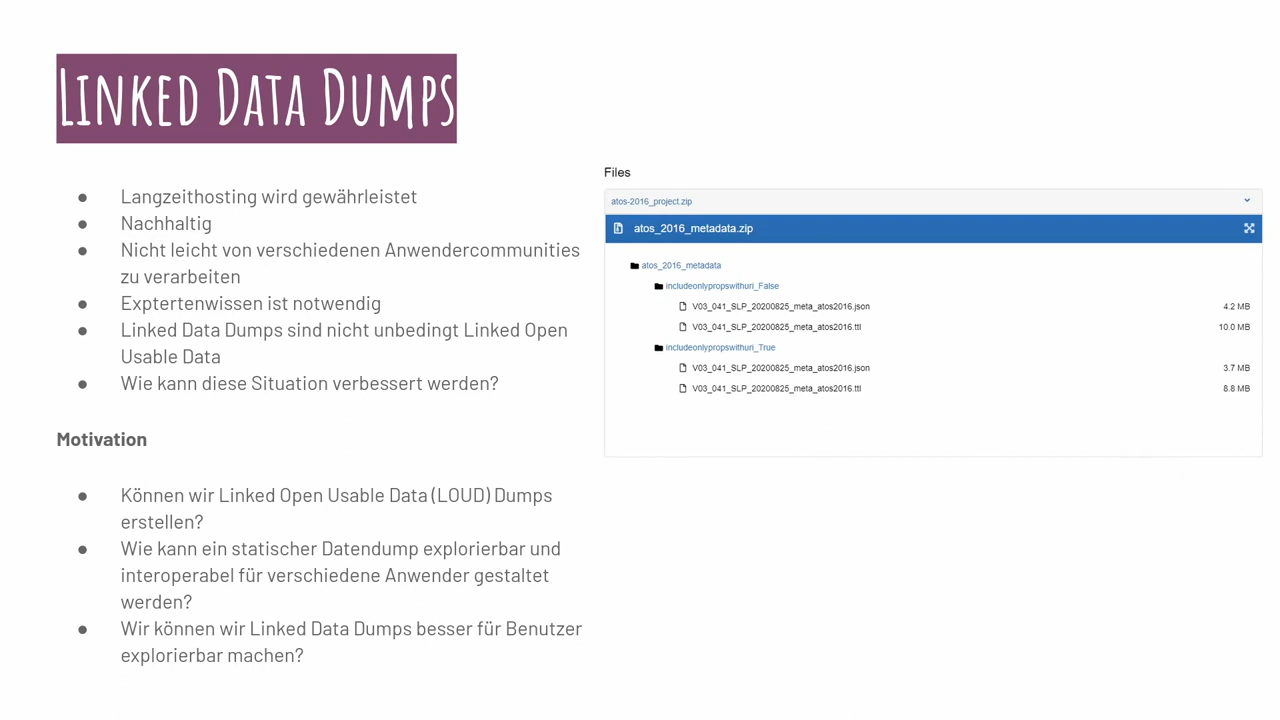 Linked Data Dumps
● Langzeithosting wird gewährleistet
● Nachhaltig
● Nicht leicht von verschiedenen Anwendercommunities
zu verarbeiten
● Exptertenwissen ist notwendig
● Linked Data Dumps sind nicht unbedingt Linked Open
Usable Data
● Wie kann diese Situation verbessert werden?
Motivation
● Können wir Linked Open Usable Data (LOUD) Dumps
erstellen?
● Wie kann ein statischer Datendump explorierbar und
interoperabel für verschiedene Anwender gestaltet
werden?
● Wir können wir Linked Data Dumps besser für Benutzer
explorierbar machen?
Files
atos-2016_project.zip
atos_2016_metadata.zip
atos_2016_metadata
includeonlypropswithuri_False
V03_041_SLP_20200825_meta_atos2016.json 4.2 MB
V03_041_SLP_20200825_meta_atos2016.ttl 10.0 MB
includeonlypropswithuri_True
V03_041_SLP_20200825_meta_atos2016.json 3.7 MB
V03_041_SLP_20200825_meta_atos2016.ttl 8.8 MB